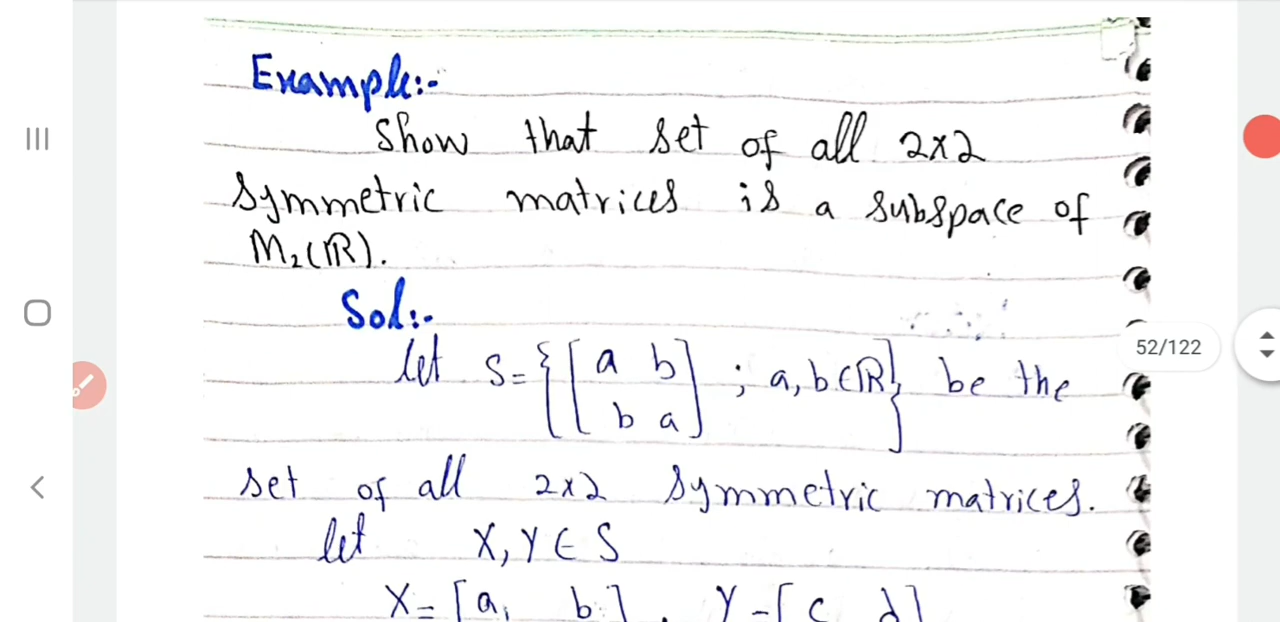 Example:-
Show that set of all 2x2
Symmetric matrices is a subspace of
M₂(ℝ).
Sol:-
let S={[a b
b a] ; a, b∈ℝ} be the
52/122
set of all 2x2 Symmetric matrices.
let X, Y ∈ S
X= [a, b], Y=[c d]